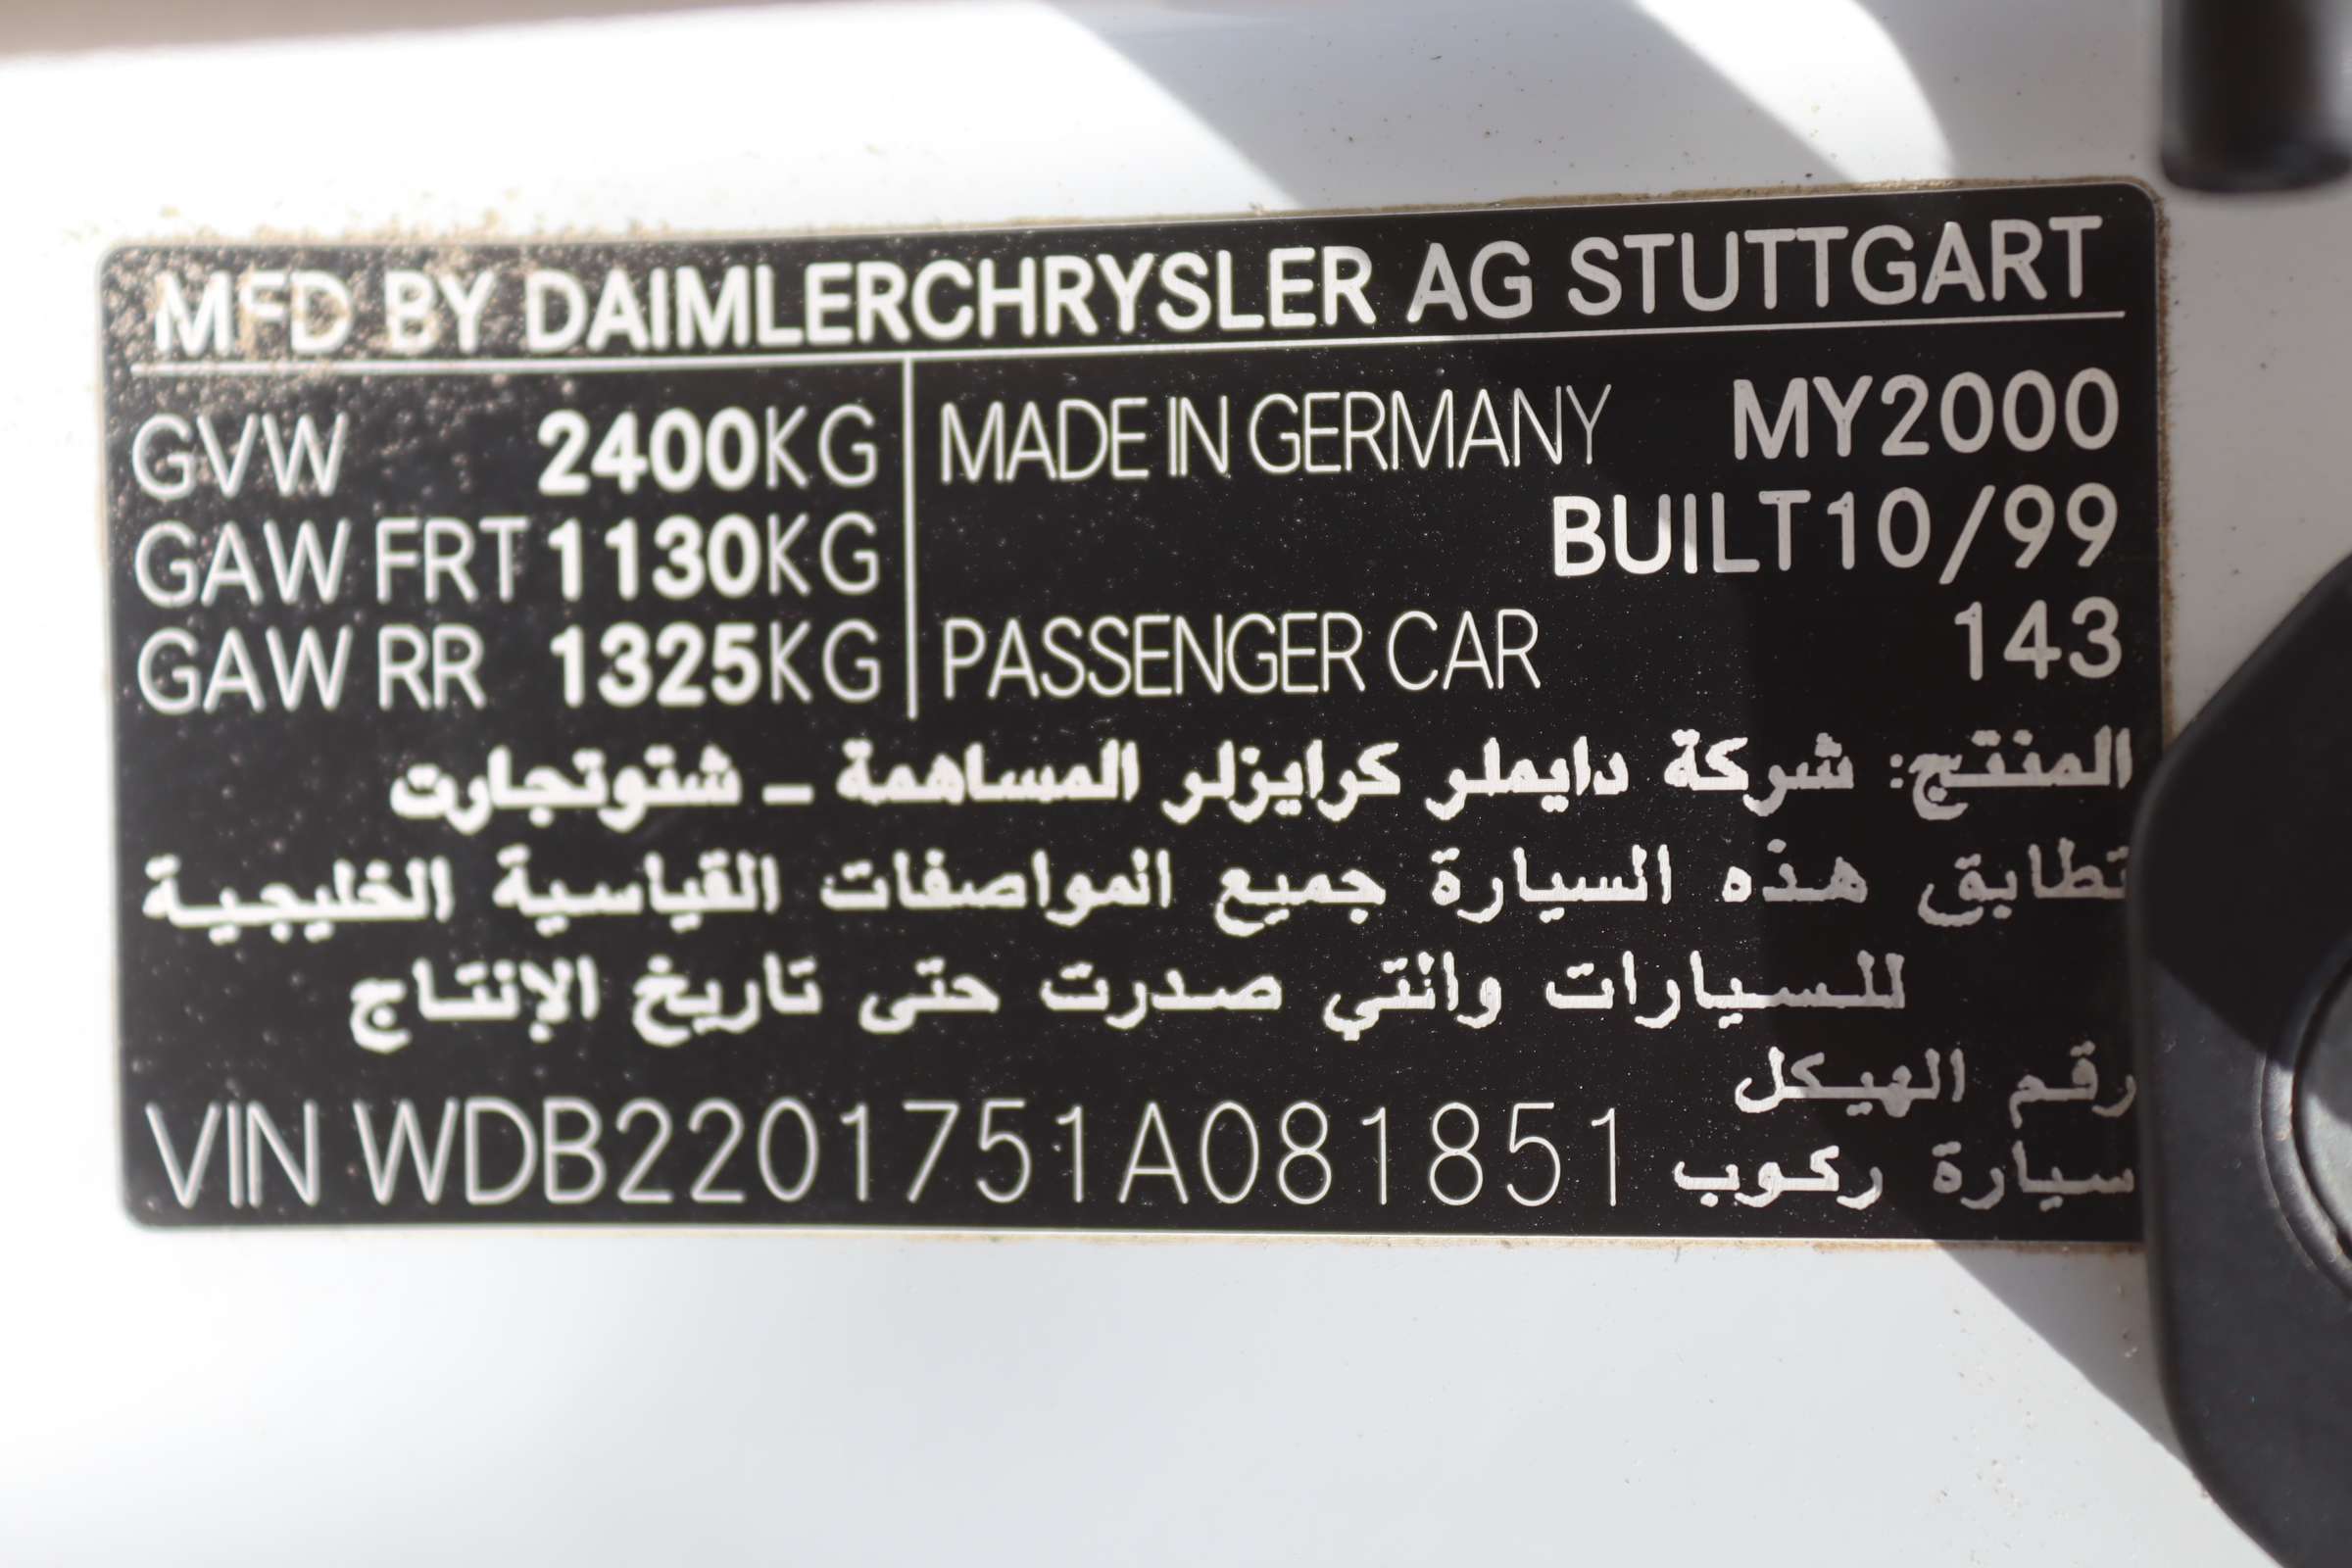 MFD BY DAIMLERCHRYSLER AG STUTTGART
GVW 2400KG
GAW FRT 1130KG
GAW RR 1325KG
MADE IN GERMANY MY2000
BUILT 10/99
PASSENGER CAR 143
المنتج: شركة دايملر كرايزلر المساهمة - شتوتجارت
تطابق هذه السيارة جميع المواصفات القياسية الخليجية
للسيارات والتي صدرت حتى تاريخ الإنتاج
رقم الهيكل
VIN WDB2201751A081851 سيارة ركوب